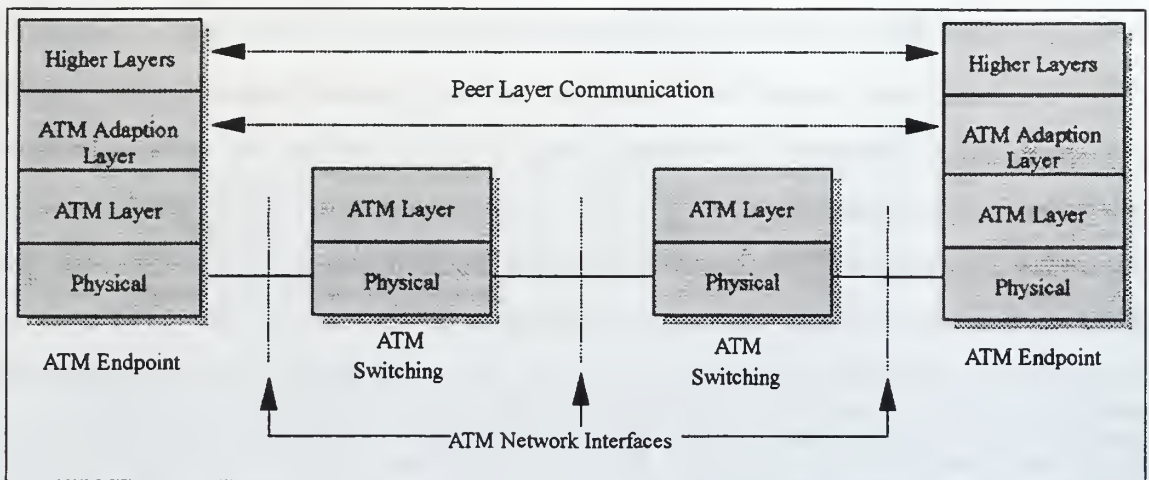 Higher Layers
ATM Adaption
Layer
ATM Layer
Physical
ATM Endpoint
Peer Layer Communication
ATM Layer
Physical
ATM
Switching
ATM Layer
Physical
ATM
Switching
Higher Layers
ATM Adaption
Layer
ATM Layer
Physical
ATM Endpoint
ATM Network Interfaces